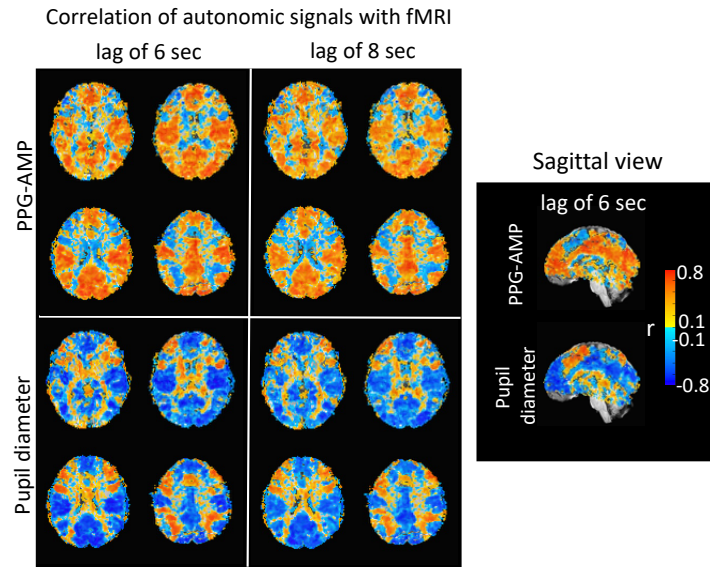 Correlation of autonomic signals with fMRI
lag of 6 sec
lag of 8 sec
PPG-AMP
Pupil diameter
Sagittal view
lag of 6 sec
PPG-AMP
Pupil
diameter
r
0.8
0.1
-0.1
-0.8